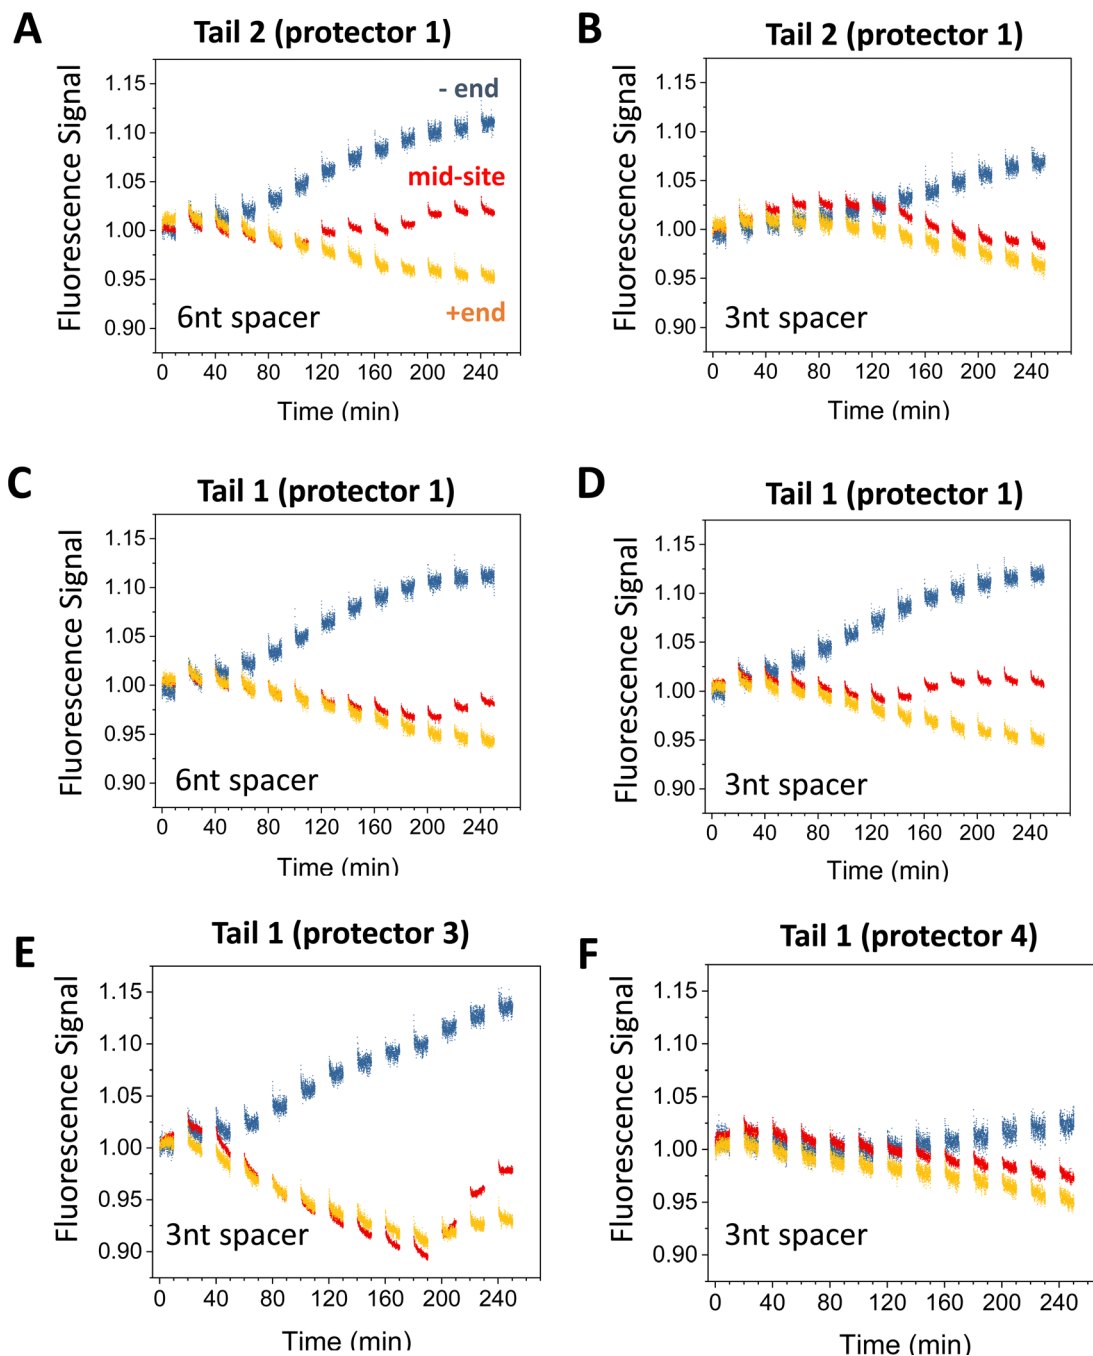 A
Tail 2 (protector 1)
Fluorescence Signal
1.15
1.10
1.05
1.00
0.95
0.90
- end
mid-site
+end
6nt spacer
0 40 80 120 160 200 240
Time (min)
B
Tail 2 (protector 1)
Fluorescence Signal
1.15
1.10
1.05
1.00
0.95
0.90
3nt spacer
0 40 80 120 160 200 240
Time (min)
C
Tail 1 (protector 1)
Fluorescence Signal
1.15
1.10
1.05
1.00
0.95
0.90
6nt spacer
0 40 80 120 160 200 240
Time (min)
D
Tail 1 (protector 1)
Fluorescence Signal
1.15
1.10
1.05
1.00
0.95
0.90
3nt spacer
0 40 80 120 160 200 240
Time (min)
E
Tail 1 (protector 3)
Fluorescence Signal
1.15
1.10
1.05
1.00
0.95
0.90
3nt spacer
0 40 80 120 160 200 240
Time (min)
F
Tail 1 (protector 4)
Fluorescence Signal
1.15
1.10
1.05
1.00
0.95
0.90
3nt spacer
0 40 80 120 160 200 240
Time (min)